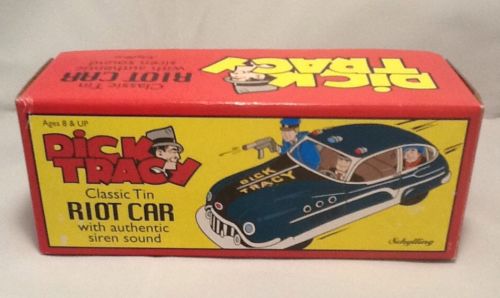 DICK
TRACY
Classic Tin
RIOT CAR
with authentic
siren sound
Ages 8 & UP
DICK
TRACY
Classic Tin
RIOT CAR
with authentic
siren sound
DICK
TRACY
Schylling